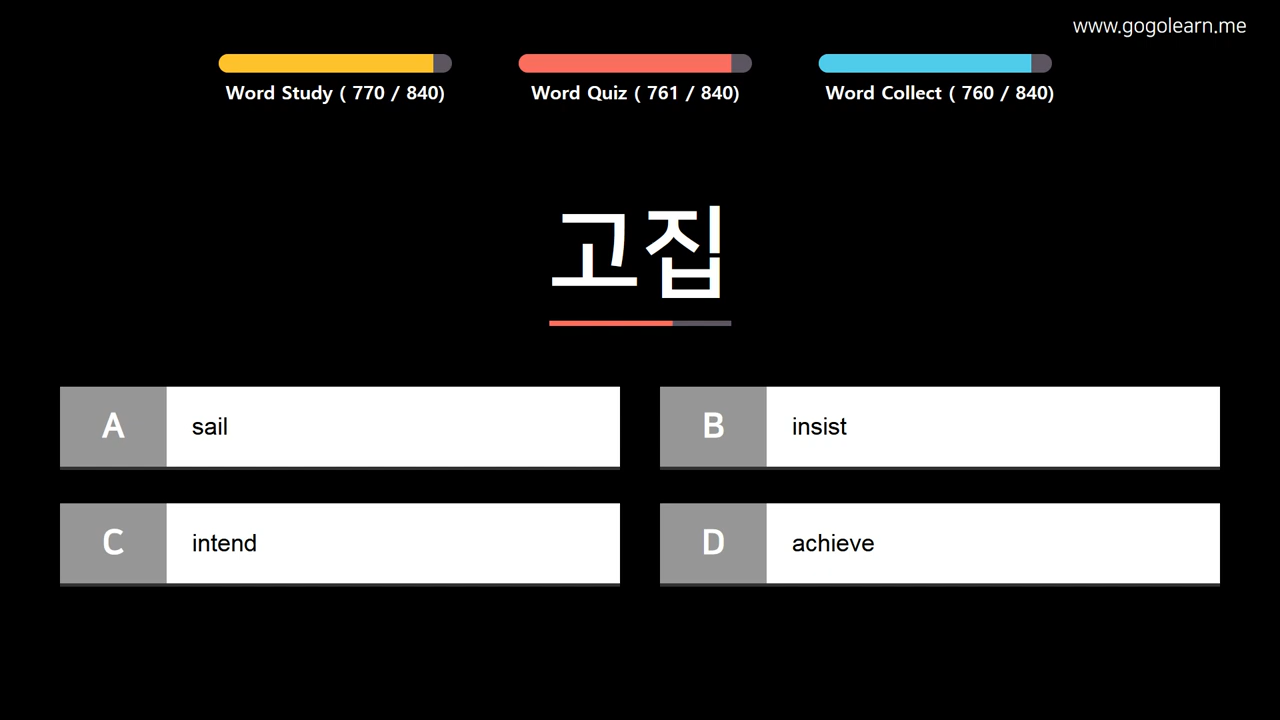 www.gogolearn.me
Word Study ( 770 / 840)
Word Quiz ( 761 / 840)
Word Collect ( 760 / 840)
고집
A sail
B insist
C intend
D achieve